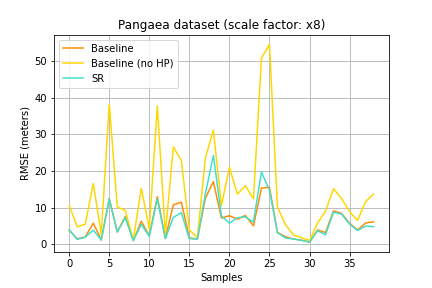 Pangaea dataset (scale factor: x8)
Baseline
Baseline (no HP)
SR
RMSE (meters)
50
40
30
20
10
0
0 5 10 15 20 25 30 35
Samples